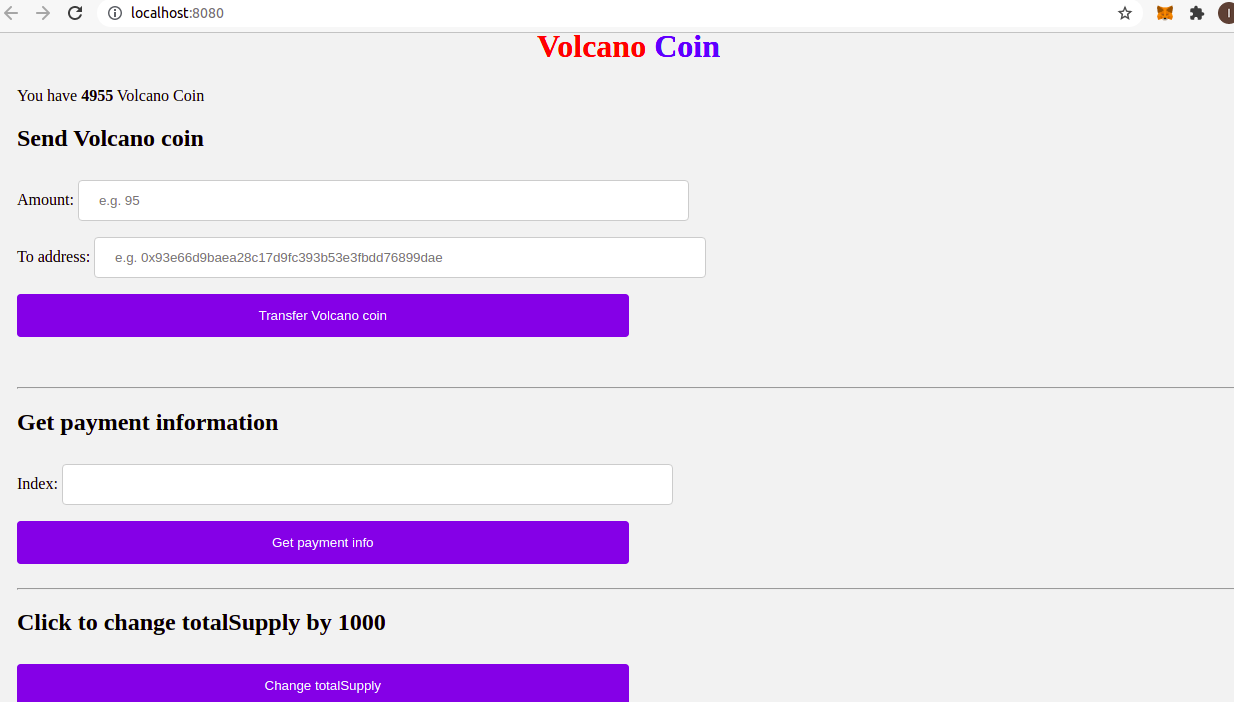 localhost:8080
I
Volcano Coin
You have 4955 Volcano Coin
Send Volcano coin
Amount: e.g. 95
To address: e.g. 0x93e66d9baea28c17d9fc393b53e3fbdd76899dae
Transfer Volcano coin
Get payment information
Index:
Get payment info
Click to change totalSupply by 1000
Change totalSupply